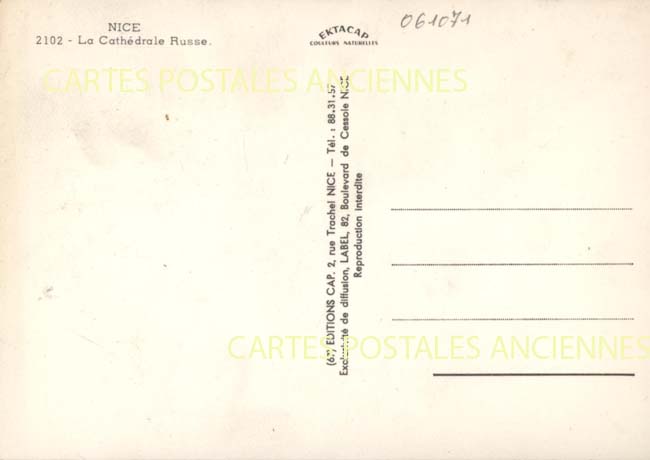 NICE
2102 - La Cathédrale Russe.
EKTACAP
COULEURS NATURELLES
061071
CARTES POSTALES ANCIENNES
EDITIONS CAP. 2, rue Trachel NICE — Tél. : 88.31.57
Exclusivité de diffusion, LABEL, 82, Boulevard de Cessole NICE
Reproduction interdite
CARTES POSTALES ANCIENNES